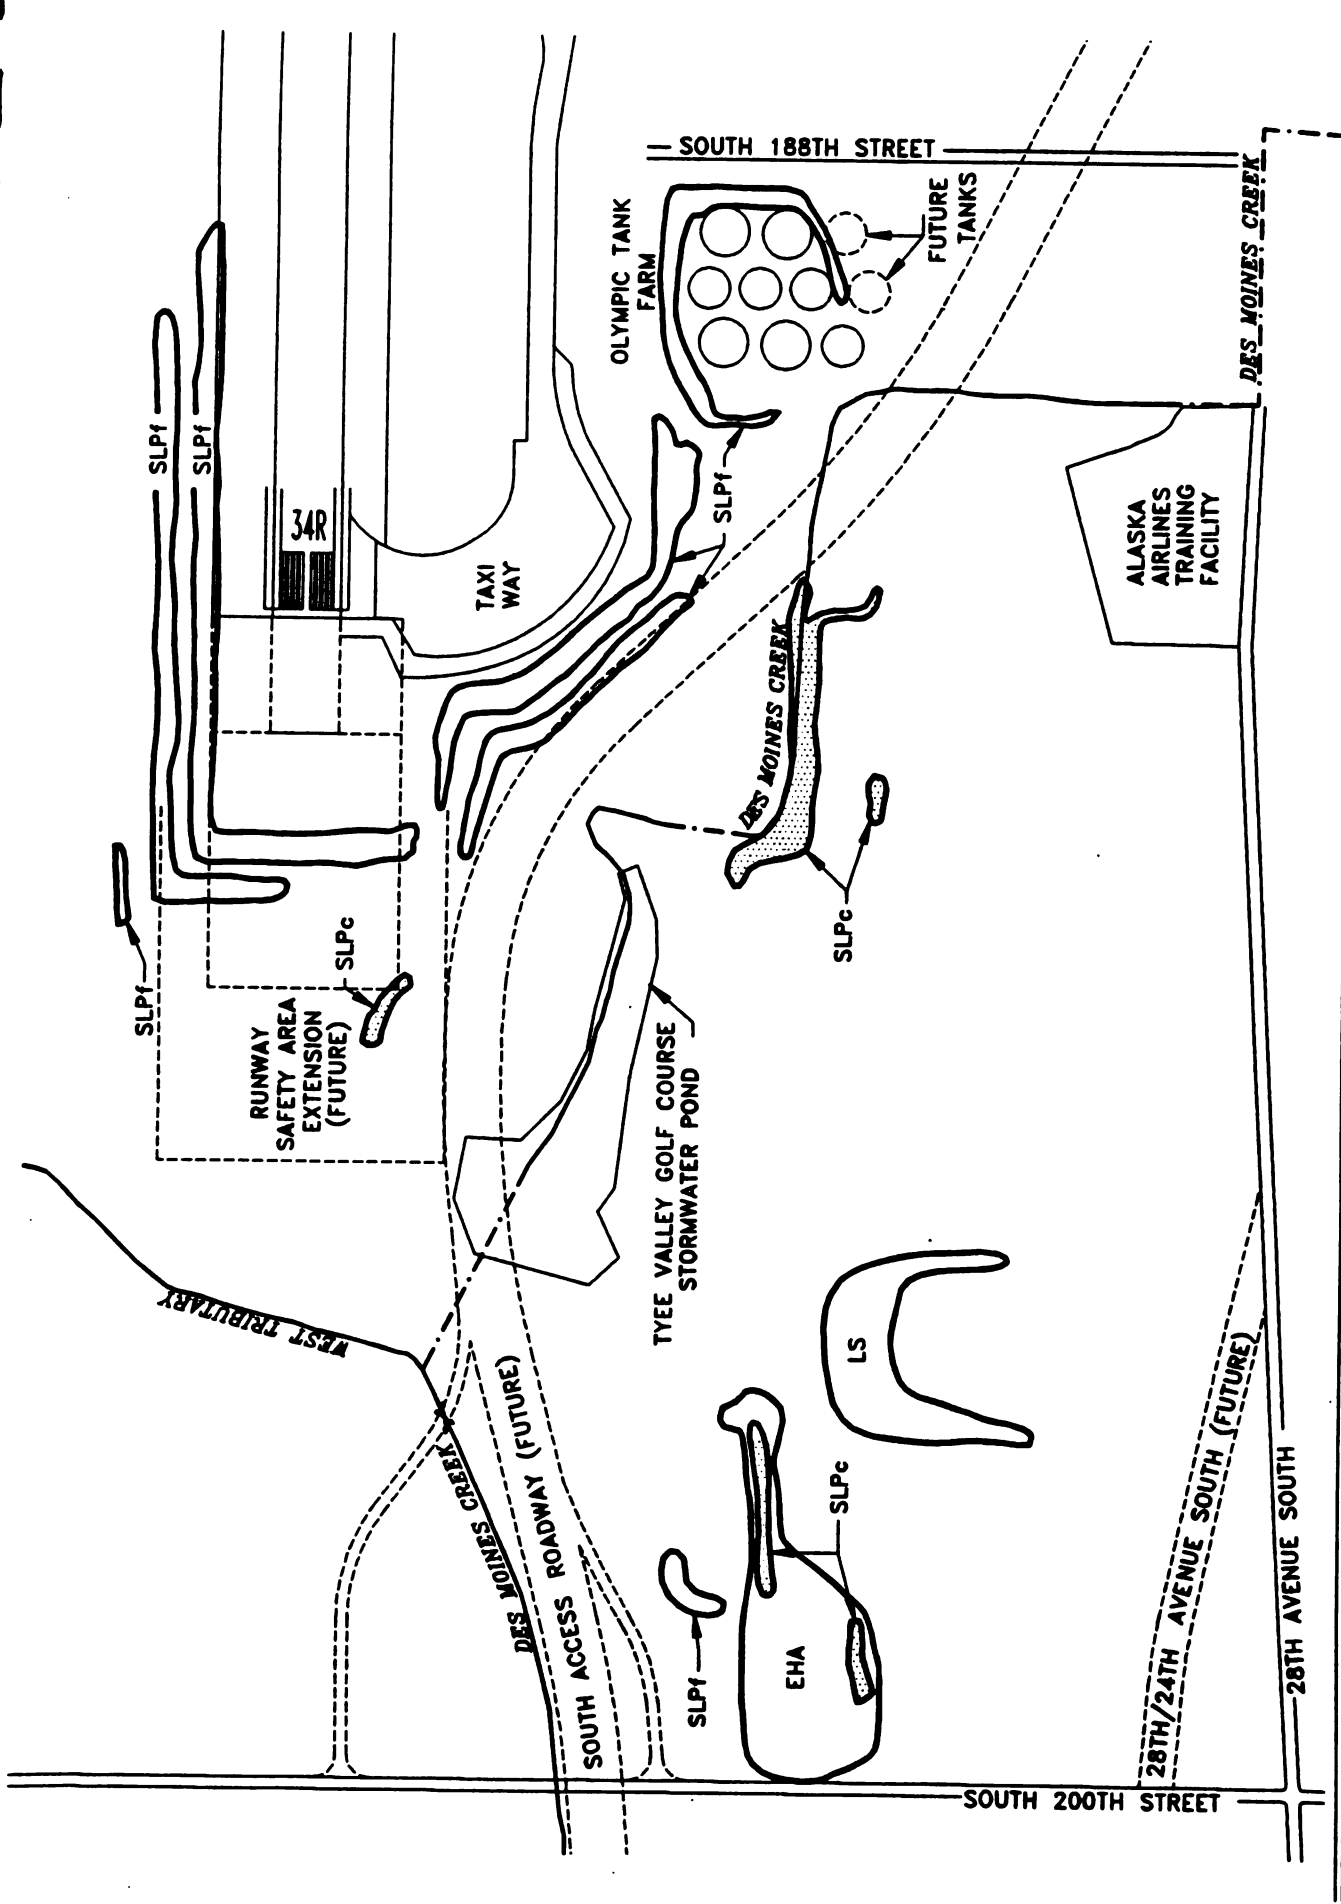 SOUTH 188TH STREET
DES MOINES CREEK
OLYMPIC TANK
FARM
FUTURE
TANKS
SLPf
SLPf
34R
TAXI
WAY
SLPf
ALASKA
AIRLINES
TRAINING
FACILITY
DES MOINES CREEK
SLPc
SLPf
SLPc
RUNWAY
SAFETY AREA
EXTENSION
(FUTURE)
TYEE VALLEY GOLF COURSE
STORMWATER POND
WEST TRIBUTARY
DES MOINES CREEK
SOUTH ACCESS ROADWAY (FUTURE)
LS
SLPc
SLPf
EHA
28TH/24TH AVENUE SOUTH (FUTURE)
28TH AVENUE SOUTH
SOUTH 200TH STREET